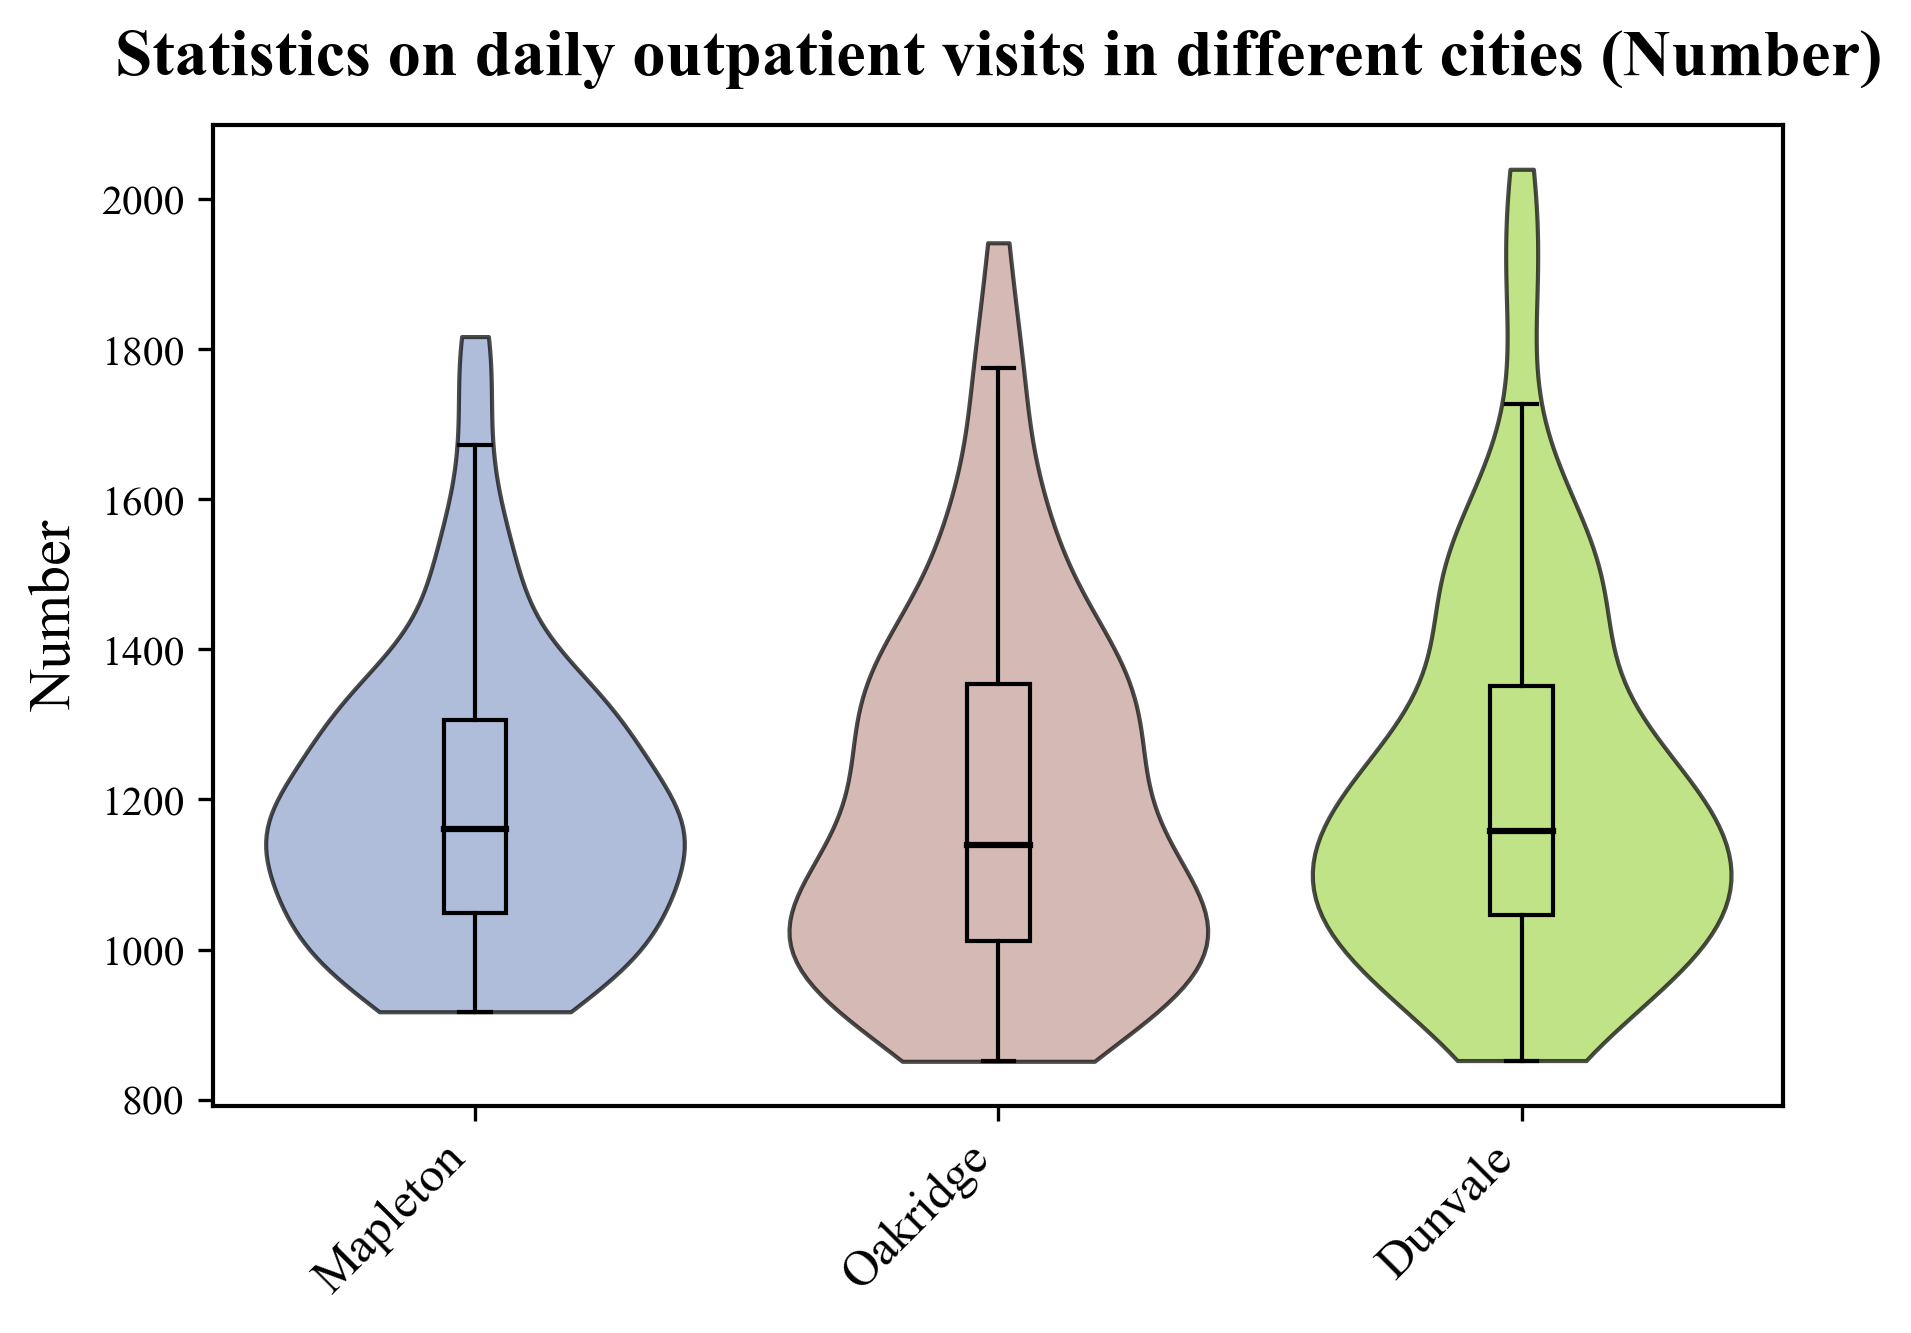 Statistics on daily outpatient visits in different cities (Number)
Number
2000
1800
1600
1400
1200
1000
800
Mapleton
Oakridge
Dunvale